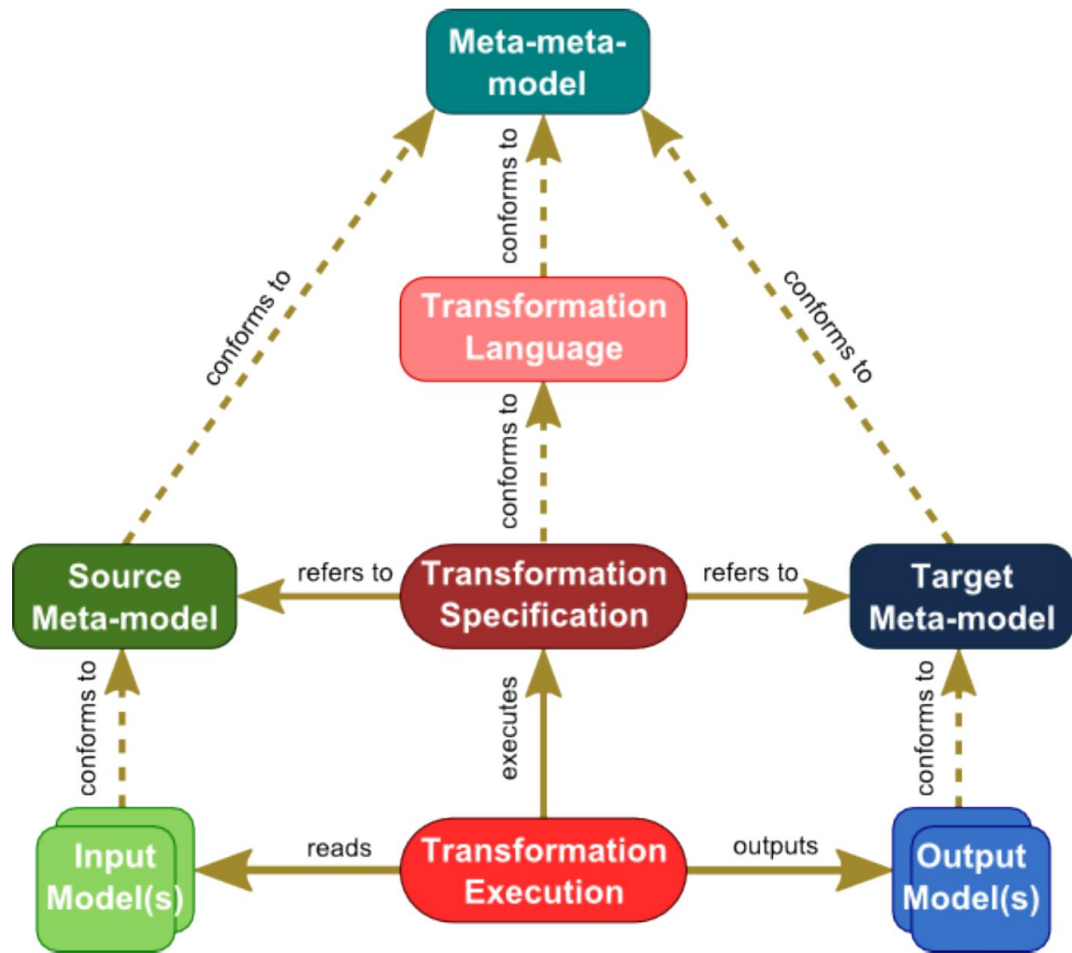 Meta-meta-
model
conforms to
conforms to
conforms to
Transformation
Language
conforms to
Source
Meta-model
refers to
Transformation
Specification
refers to
Target
Meta-model
conforms to
executes
conforms to
Input
Model(s)
reads
Transformation
Execution
outputs
Output
Model(s)